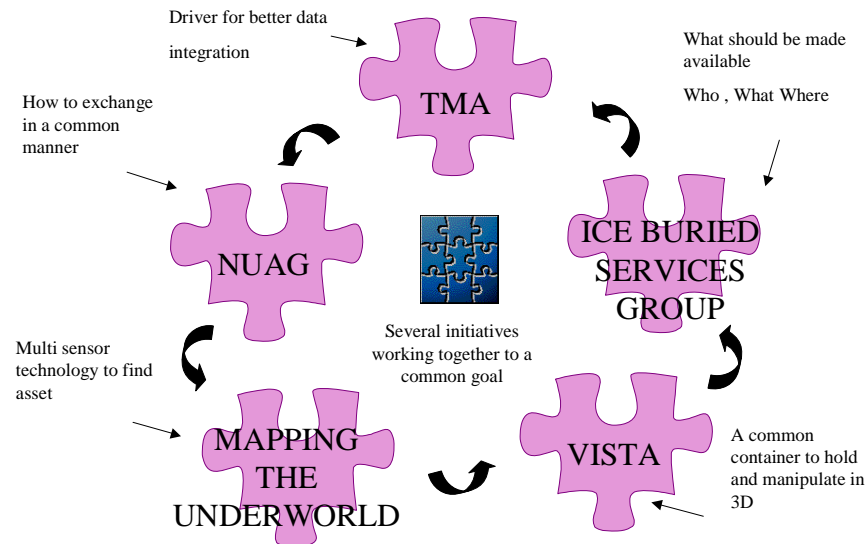 Driver for better data
integration
TMA
What should be made
available
Who , What Where
How to exchange
in a common
manner
NUAG
ICE BURIED
SERVICES
GROUP
Several initiatives
working together to a
common goal
Multi sensor
technology to find
asset
MAPPING
THE
UNDERWORLD
VISTA
A common
container to hold
and manipulate in
3D